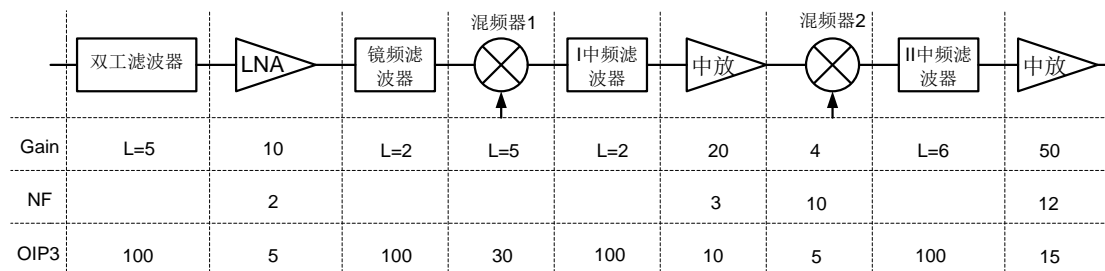 混频器1 混频器2
双工滤波器 LNA 镜频滤波器 I中频滤波器 中放 II中频滤波器 中放
Gain L=5 10 L=2 L=5 L=2 20 4 L=6 50
NF 2 3 10 12
OIP3 100 5 100 30 100 10 5 100 15